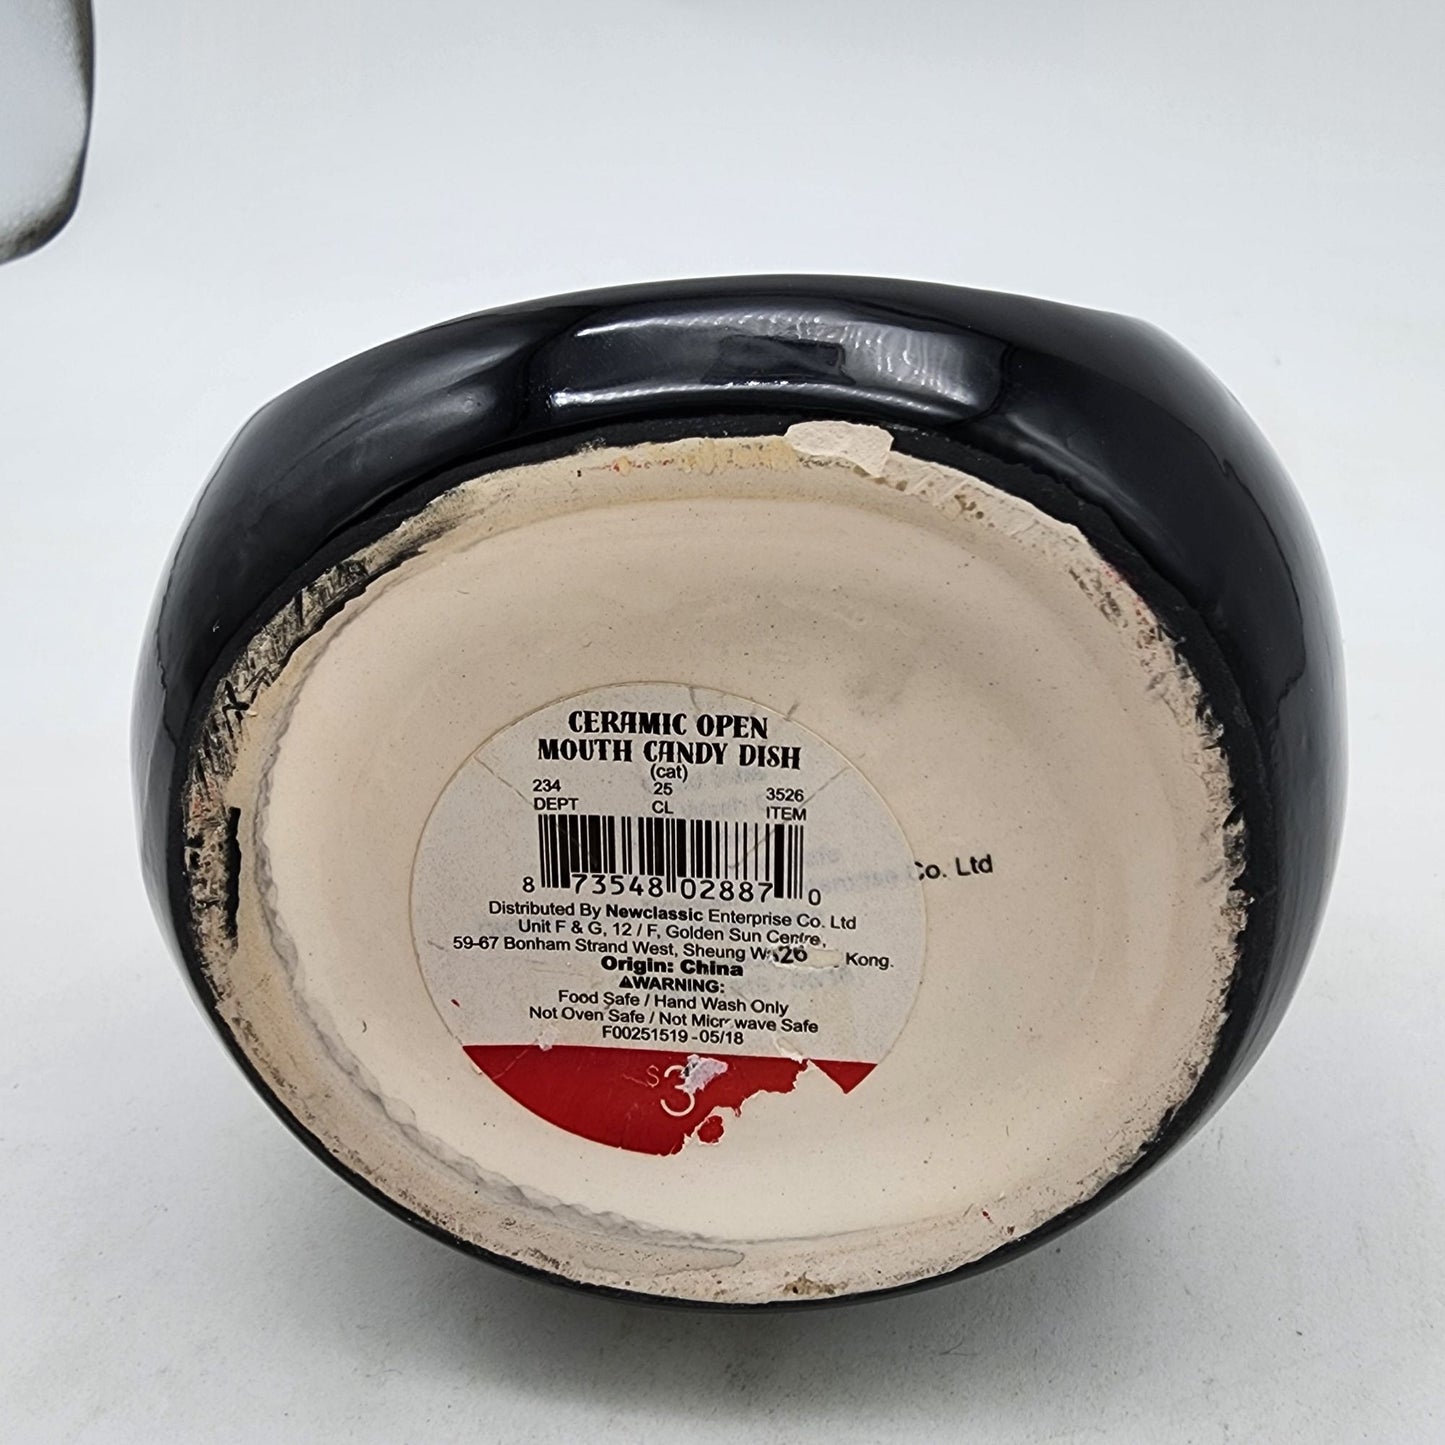 CERAMIC OPEN
MOUTH CANDY DISH
(cat)
234 25 3526
DEPT CL ITEM
8 73548 02887 0
Co. Ltd
Distributed By Newclassic Enterprise Co. Ltd
Unit F & G, 12 / F, Golden Sun Centre,
59-67 Bonham Strand West, Sheung 26 Kong.
Origin: China
⚠WARNING:
Food Safe / Hand Wash Only
Not Oven Safe / Not Microwave Safe
F00251519-05/18
$3